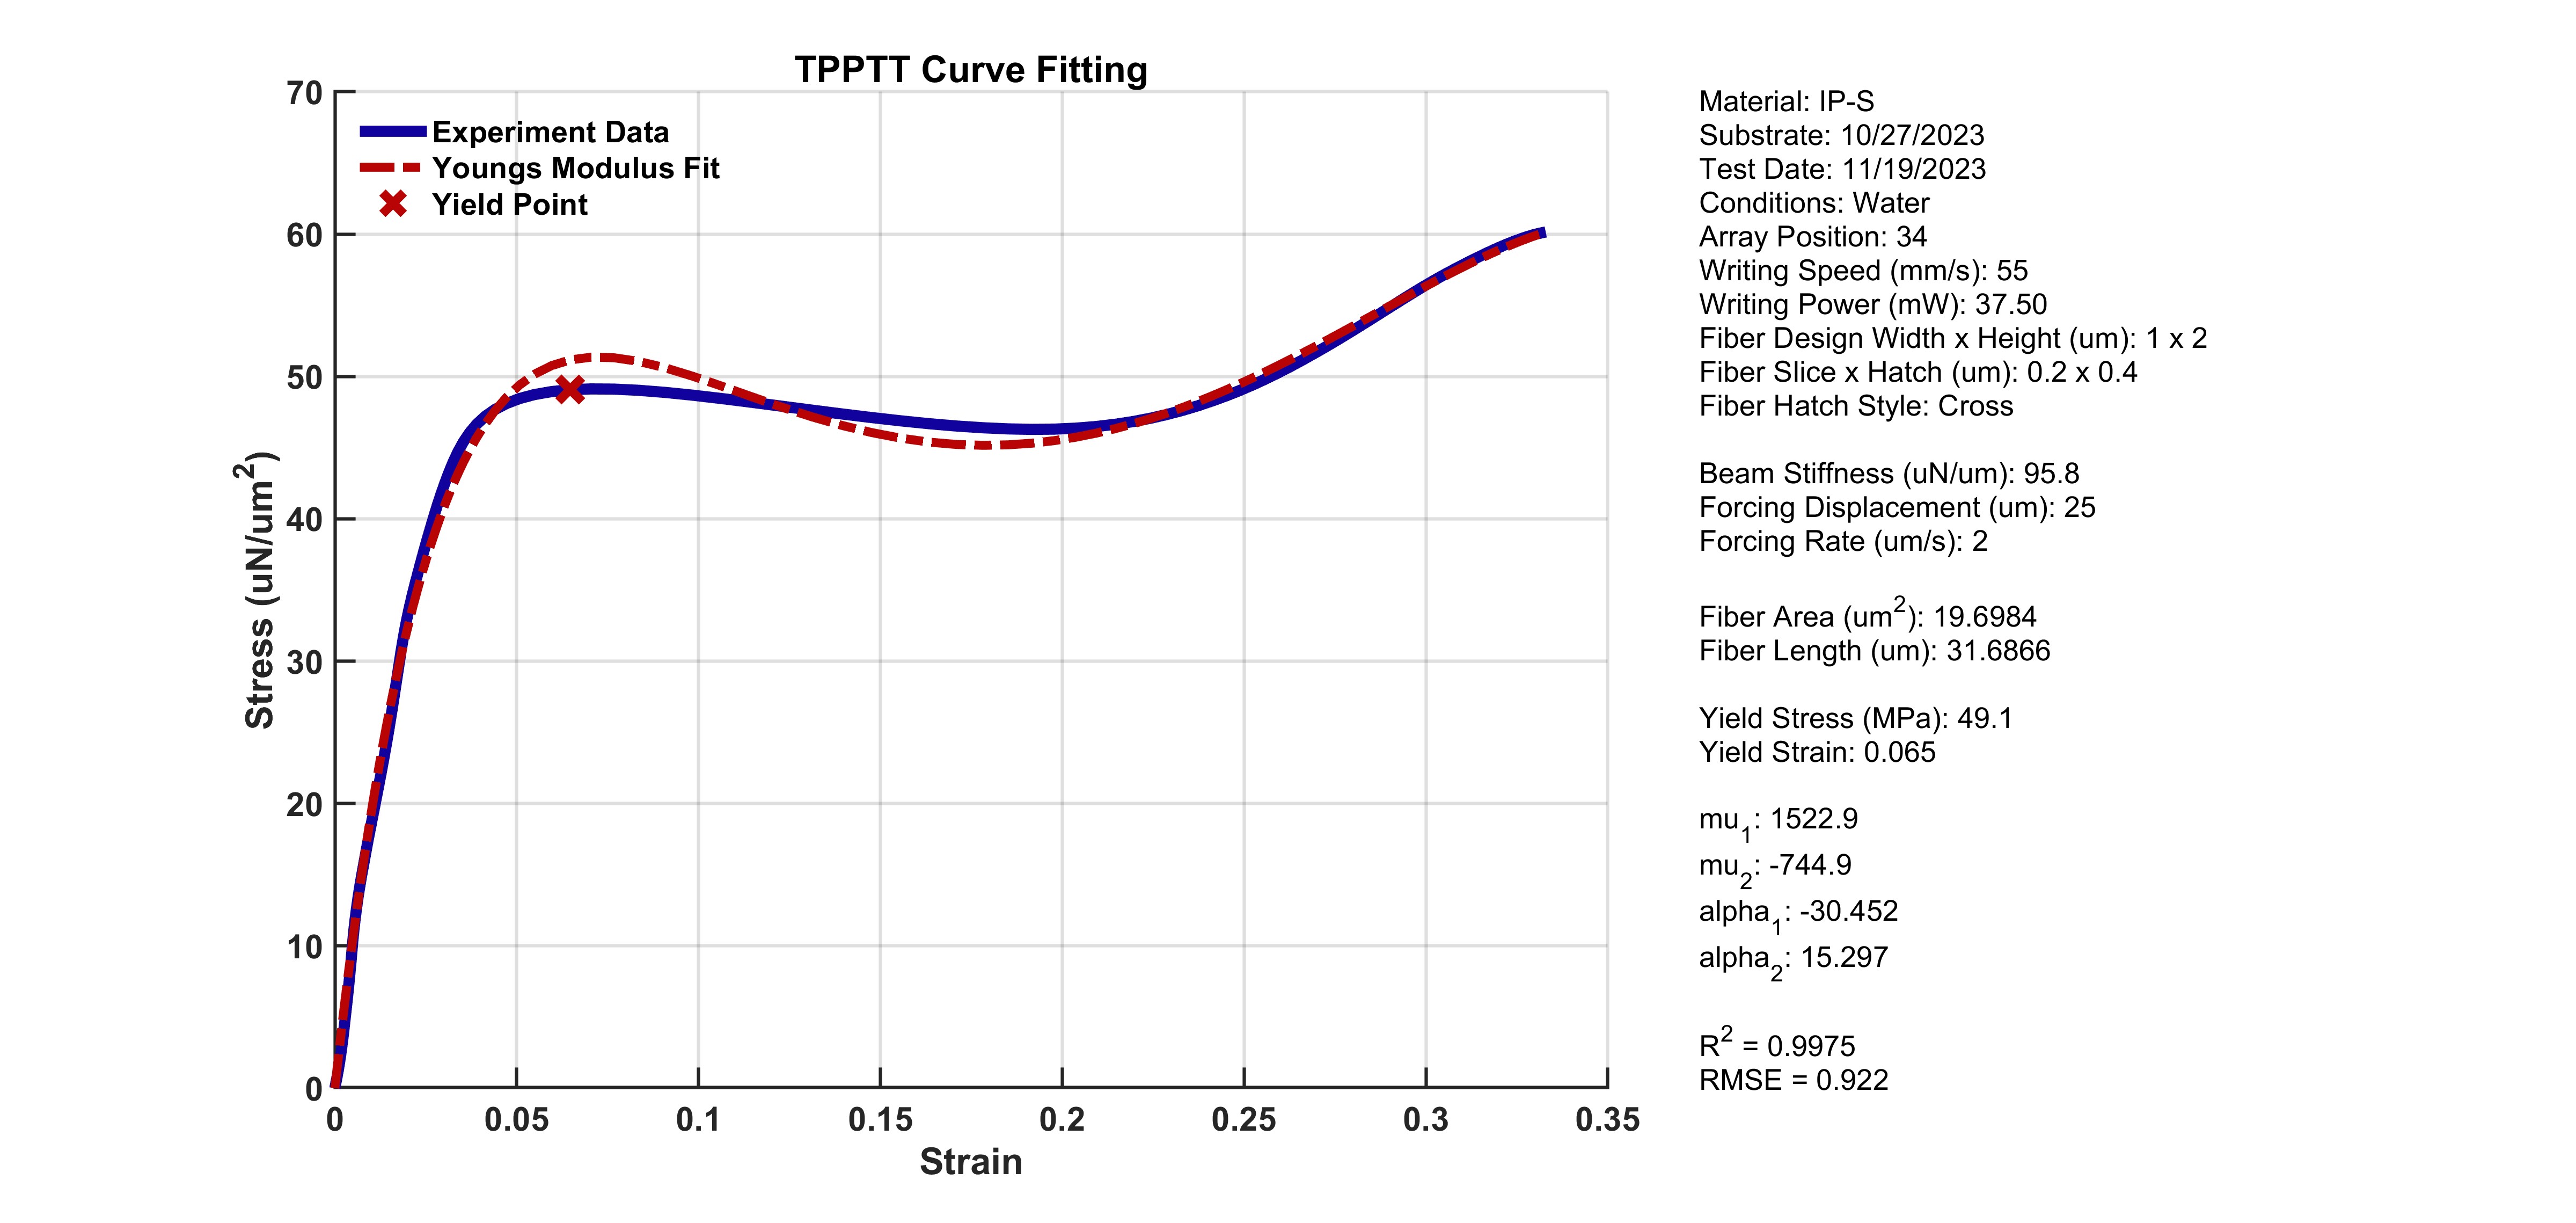 TPPTT Curve Fitting
70
60
50
40
30
20
10
0
Stress (uN/um²)
Experiment Data
Youngs Modulus Fit
Yield Point
0 0.05 0.1 0.15 0.2 0.25 0.3 0.35
Strain
Material: IP-S
Substrate: 10/27/2023
Test Date: 11/19/2023
Conditions: Water
Array Position: 34
Writing Speed (mm/s): 55
Writing Power (mW): 37.50
Fiber Design Width x Height (um): 1 x 2
Fiber Slice x Hatch (um): 0.2 x 0.4
Fiber Hatch Style: Cross
Beam Stiffness (uN/um): 95.8
Forcing Displacement (um): 25
Forcing Rate (um/s): 2
Fiber Area (um²): 19.6984
Fiber Length (um): 31.6866
Yield Stress (MPa): 49.1
Yield Strain: 0.065
mu₁: 1522.9
mu₂: -744.9
alpha₁: -30.452
alpha₂: 15.297
R² = 0.9975
RMSE = 0.922